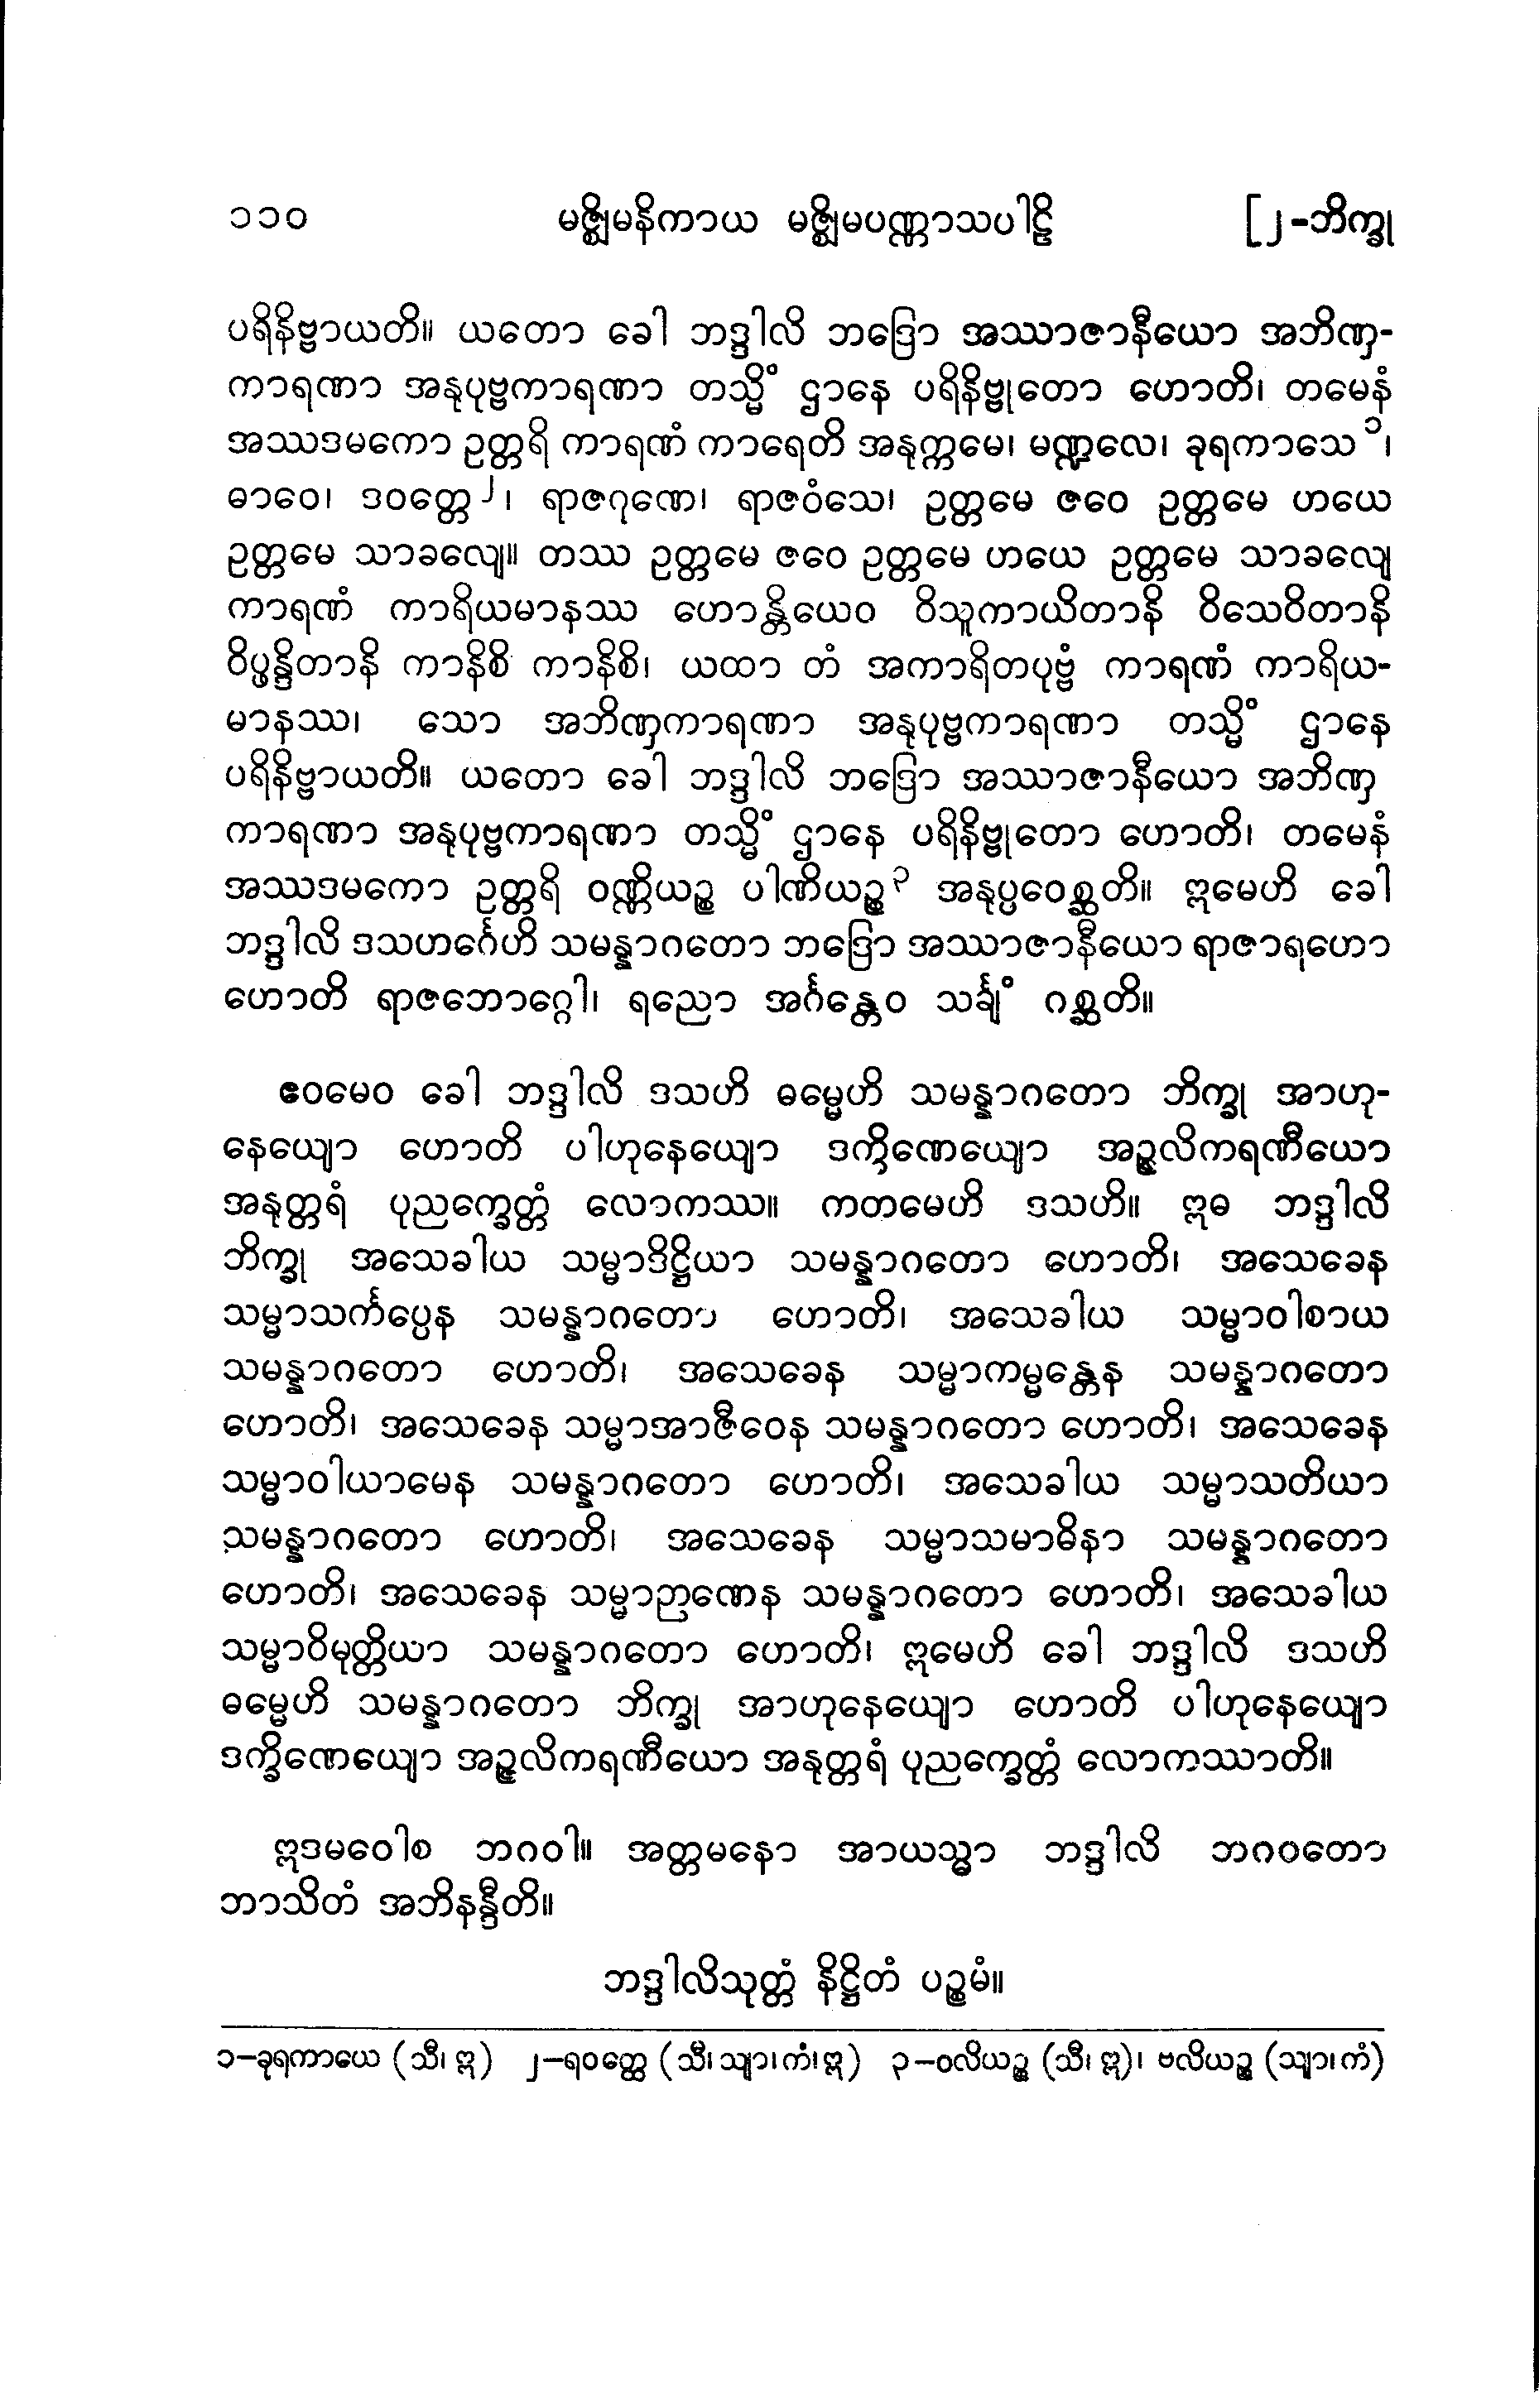 ၁၁၀ မဇ္ဈိမနိကာယ မဇ္ဈိမပဏ္ဏာသပါဠိ [၂-ဘိက္ခု
ပရိနိဗ္ဗာယတိ။ ယတော ခေါ ဘဒ္ဒါလိ ဘဒြော အဿာဇာနီယော အဘိဏှ-
ကာရဏာ အနုပုဗ္ဗကာရဏာ တသ္မိံ ဌာနေ ပရိနိဗ္ဗုတော ဟောတိ၊ တမေနံ
အဿဒမကော ဥတ္တရိ ကာရဏံ ကာရေတိ အနုက္ကမေ၊ မဏ္ဍလေ၊ ခုရကာသေ ၁၊
ဓာဝေ၊ ဒဝတ္တေ ၂၊ ရာဇဂုဏေ၊ ရာဇဝံသေ၊ ဥတ္တမေ ဇဝေ ဥတ္တမေ ဟယေ
ဥတ္တမေ သာခလျေ။ တဿ ဥတ္တမေ ဇဝေ ဥတ္တမေ ဟယေ ဥတ္တမေ သာခလျေ
ကာရဏံ ကာရိယမာနဿ ဟောန္တိယေဝ ဝိသူကာယိတာနိ ဝိသေဝိတာနိ
ဝိပ္ဖန္ဒိတာနိ ကာနိစိ ကာနိစိ၊ ယထာ တံ အကာရိတပုဗ္ဗံ ကာရဏံ ကာရိယ-
မာနဿ၊ သော အဘိဏှကာရဏာ အနုပုဗ္ဗကာရဏာ တသ္မိံ ဌာနေ
ပရိနိဗ္ဗာယတိ။ ယတော ခေါ ဘဒ္ဒါလိ ဘဒြော အဿာဇာနီယော အဘိဏှ
ကာရဏာ အနုပုဗ္ဗကာရဏာ တသ္မိံ ဌာနေ ပရိနိဗ္ဗုတော ဟောတိ၊ တမေနံ
အဿဒမကော ဥတ္တရိ ဝဏ္ဏိယဉ္စ ပါဏိယဉ္စ ၃ အနုပ္ပဝေစ္ဆတိ။ ဣမေဟိ ခေါ
ဘဒ္ဒါလိ ဒသဟင်္ဂေဟိ သမန္နာဂတော ဘဒြော အဿာဇာနီယော ရာဇာရဟော
ဟောတိ ရာဇဘောဂ္ဂေါ၊ ရညော အင်္ဂန္တေဝ သင်္ချံ ဂစ္ဆတိ။
ဧဝမေဝ ခေါ ဘဒ္ဒါလိ ဒသဟိ ဓမ္မေဟိ သမန္နာဂတော ဘိက္ခု အာဟု-
နေယျော ဟောတိ ပါဟုနေယျော ဒက္ခိဏေယျော အဉ္ဇလိကရဏီယော
အနုတ္တရံ ပုညက္ခေတ္တံ လောကဿ။ ကတမေဟိ ဒသဟိ။ ဣဓ ဘဒ္ဒါလိ
ဘိက္ခု အသေခါယ သမ္မာဒိဋ္ဌိယာ သမန္နာဂတော ဟောတိ၊ အသေခေန
သမ္မာသင်္ကပ္ပေန သမန္နာဂတော ဟောတိ၊ အသေခါယ သမ္မာဝါစာယ
သမန္နာဂတော ဟောတိ၊ အသေခေန သမ္မာကမ္မန္တေန သမန္နာဂတော
ဟောတိ၊ အသေခေန သမ္မာအာဇီဝေန သမန္နာဂတော ဟောတိ၊ အသေခေန
သမ္မာဝါယာမေန သမန္နာဂတော ဟောတိ၊ အသေခါယ သမ္မာသတိယာ
သမန္နာဂတော ဟောတိ၊ အသေခေန သမ္မာသမာဓိနာ သမန္နာဂတော
ဟောတိ၊ အသေခေန သမ္မာဉာဏေန သမန္နာဂတော ဟောတိ၊ အသေခါယ
သမ္မာဝိမုတ္တိယာ သမန္နာဂတော ဟောတိ၊ ဣမေဟိ ခေါ ဘဒ္ဒါလိ ဒသဟိ
ဓမ္မေဟိ သမန္နာဂတော ဘိက္ခု အာဟုနေယျော ဟောတိ ပါဟုနေယျော
ဒက္ခိဏေယျော အဉ္ဇလိကရဏီယော အနုတ္တရံ ပုညက္ခေတ္တံ လောကဿာတိ။
ဣဒမဝေါစ ဘဂဝါ။ အတ္တမနော အာယသ္မာ ဘဒ္ဒါလိ ဘဂဝတော
ဘာသိတံ အဘိနန္ဒီတိ။
ဘဒ္ဒါလိသုတ္တံ နိဋ္ဌိတံ ပဉ္စမံ။
၁-ခုရကာယေ (သီ၊ ဣ) ၂-ရဝတ္ထေ (သီ၊ သျာ၊ ကံ၊ ဣ) ၃-ဝလိယဉ္စ (သီ၊ ဣ)၊ ဗလိယဉ္စ (သျာ၊ ကံ)